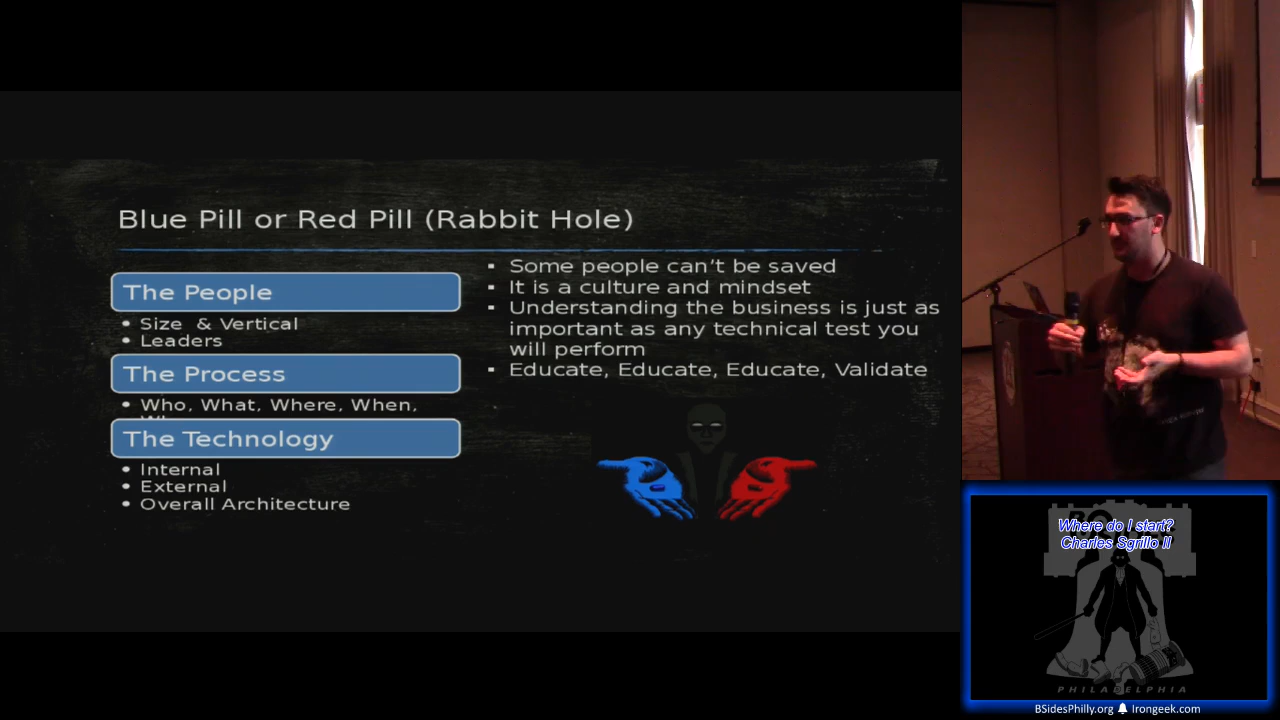 Blue Pill or Red Pill (Rabbit Hole)
The People
• Size & Vertical
• Leaders
The Process
• Who, What, Where, When,
The Technology
• Internal
• External
• Overall Architecture
▪ Some people can't be saved
▪ It is a culture and mindset
▪ Understanding the business is just as
important as any technical test you
will perform
▪ Educate, Educate, Educate, Validate
Where do I start?
Charles Sgrillo II
PHILADELPHIA
BSidesPhilly.org Irongeek.com